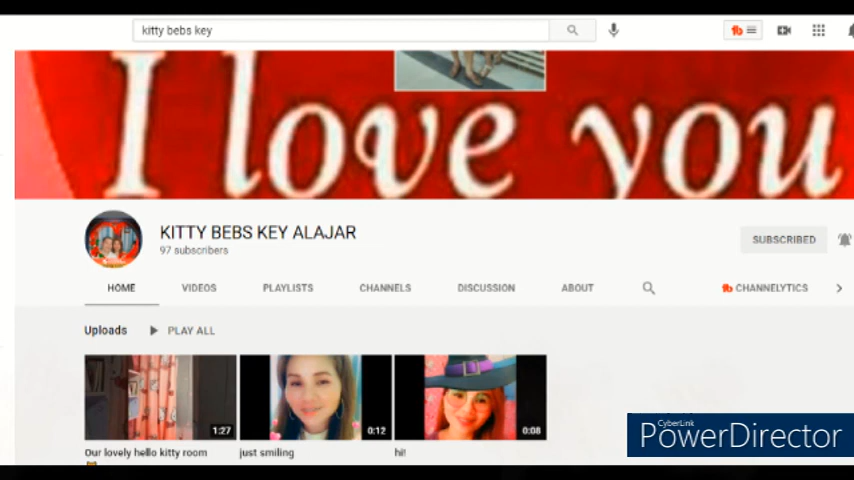 kitty bebs key
I love you
KITTY BEBS KEY ALAJAR
97 subscribers
SUBSCRIBED
HOME VIDEOS PLAYLISTS CHANNELS DISCUSSION ABOUT CHANNELYTICS
Uploads PLAY ALL
1:27 0:12 0:08
Our lovely hello kitty room just smiling hi!
CyberLink
PowerDirector